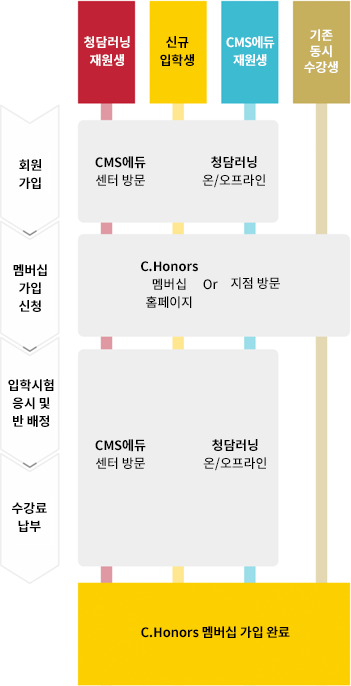 청담러닝
재원생
신규
입학생
CMS에듀
재원생
기존
동시
수강생
회원
가입
CMS에듀
센터 방문
청담러닝
온/오프라인
멤버십
가입
신청
C.Honors
멤버십
홈페이지
Or
지점 방문
입학시험
응시 및
반 배정
CMS에듀
센터 방문
청담러닝
온/오프라인
수강료
납부
C.Honors 멤버십 가입 완료